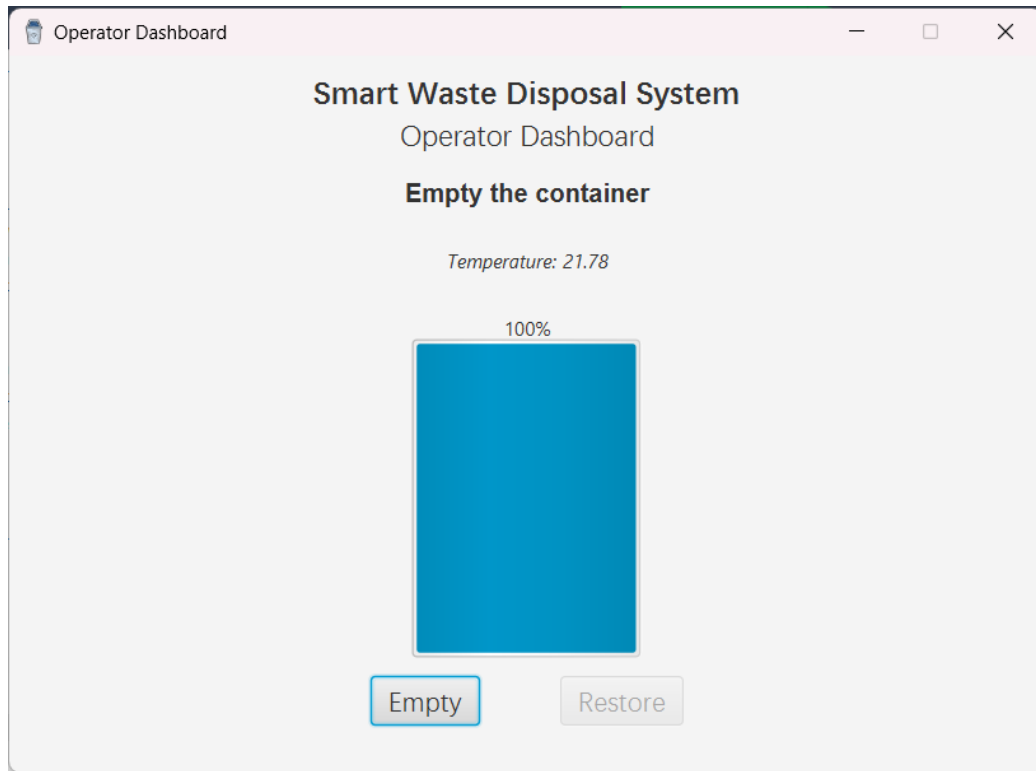 Operator Dashboard
Smart Waste Disposal System
Operator Dashboard
Empty the container
Temperature: 21.78
100%
Empty
Restore